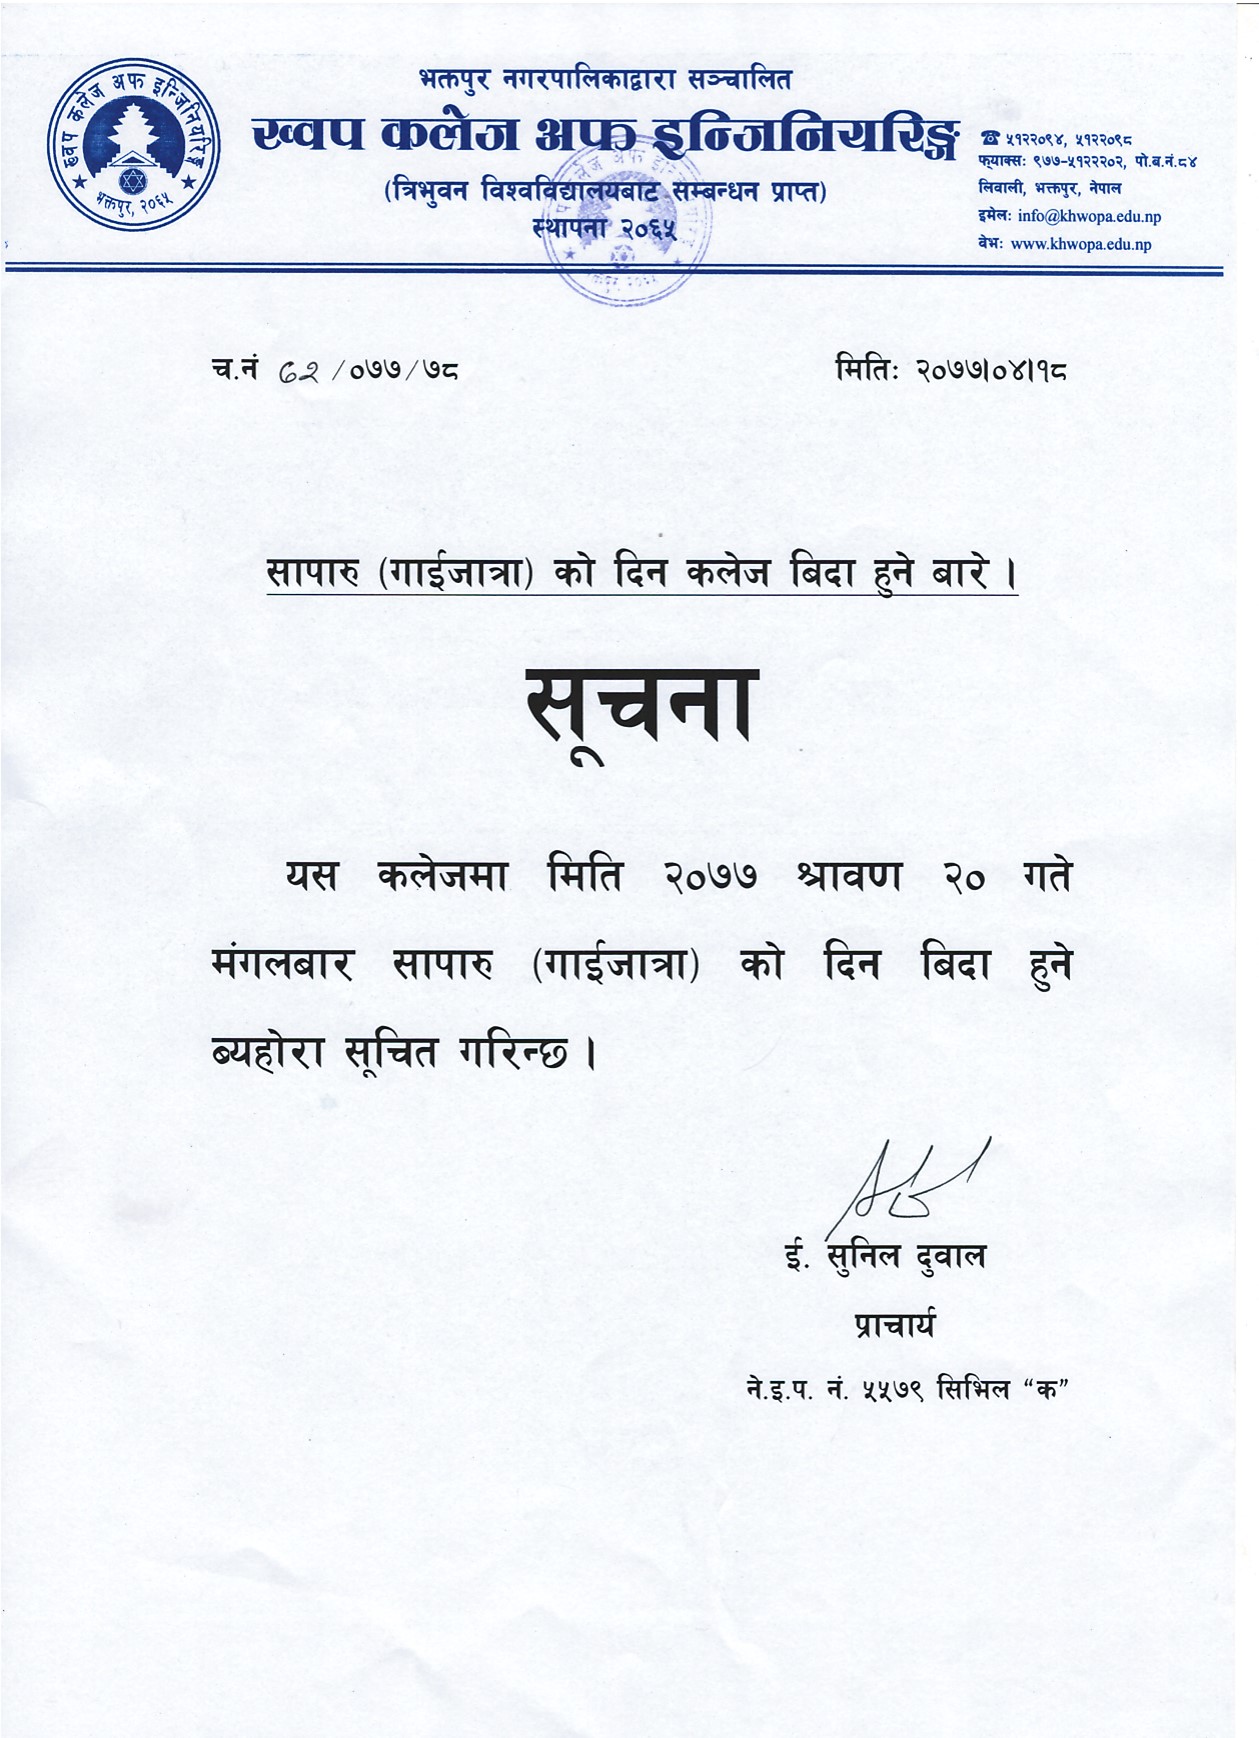 भक्तपुर नगरपालिकाद्वारा सञ्चालित
ख्वप कलेज अफ इन्जिनियरिङ्ग
(त्रिभुवन विश्वविद्यालयबाट सम्बन्धन प्राप्त)
स्थापना २०६५
ख्वप कलेज अफ इन्जिनियरिङ्ग
भक्तपुर, २०६५
☎ ५१२२०९४, ५१२२०९८
फ्याक्सः ९७७-५१२२२०२, पो.ब.नं.८४
लिवाली, भक्तपुर, नेपाल
इमेलः info@khwopa.edu.np
वेभः www.khwopa.edu.np
च.नं ८२ /०७७/७८
मितिः २०७७।०४।१८
सापारु (गाईजात्रा) को दिन कलेज बिदा हुने बारे ।
सूचना
यस कलेजमा मिति २०७७ श्रावण २० गते
मंगलबार सापारु (गाईजात्रा) को दिन बिदा हुने
ब्यहोरा सूचित गरिन्छ ।
ई. सुनिल दुवाल
प्राचार्य
ने.इ.प. नं. ५५७९ सिभिल “क”